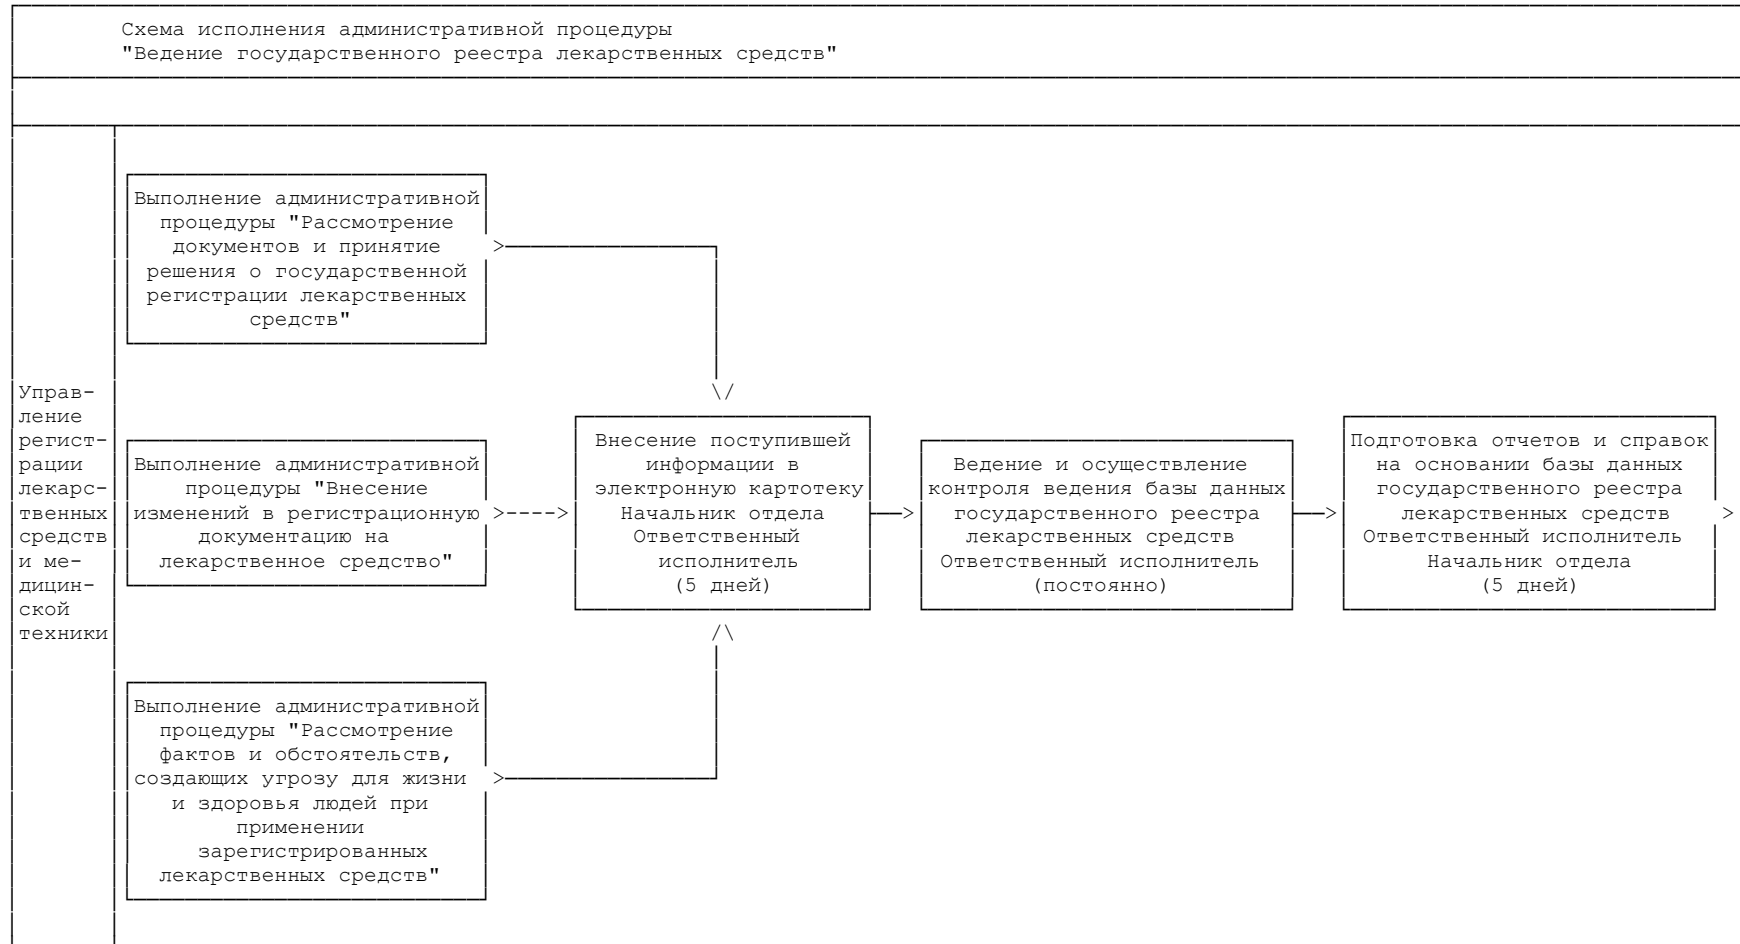 Схема исполнения административной процедуры
"Ведение государственного реестра лекарственных средств"
Управ-
ление
регист-
рации
лекарс-
твенных
средств
и ме-
дицин-
ской
техники
Выполнение административной
процедуры "Рассмотрение
документов и принятие
решения о государственной
регистрации лекарственных
средств"
Выполнение административной
процедуры "Внесение
изменений в регистрационную
документацию на
лекарственное средство"
Выполнение административной
процедуры "Рассмотрение
фактов и обстоятельств,
создающих угрозу для жизни
и здоровья людей при
применении
зарегистрированных
лекарственных средств"
Внесение поступившей
информации в
электронную картотеку
Начальник отдела
Ответственный
исполнитель
(5 дней)
Ведение и осуществление
контроля ведения базы данных
государственного реестра
лекарственных средств
Ответственный исполнитель
(постоянно)
Подготовка отчетов и справок
на основании базы данных
государственного реестра
лекарственных средств
Ответственный исполнитель
Начальник отдела
(5 дней)